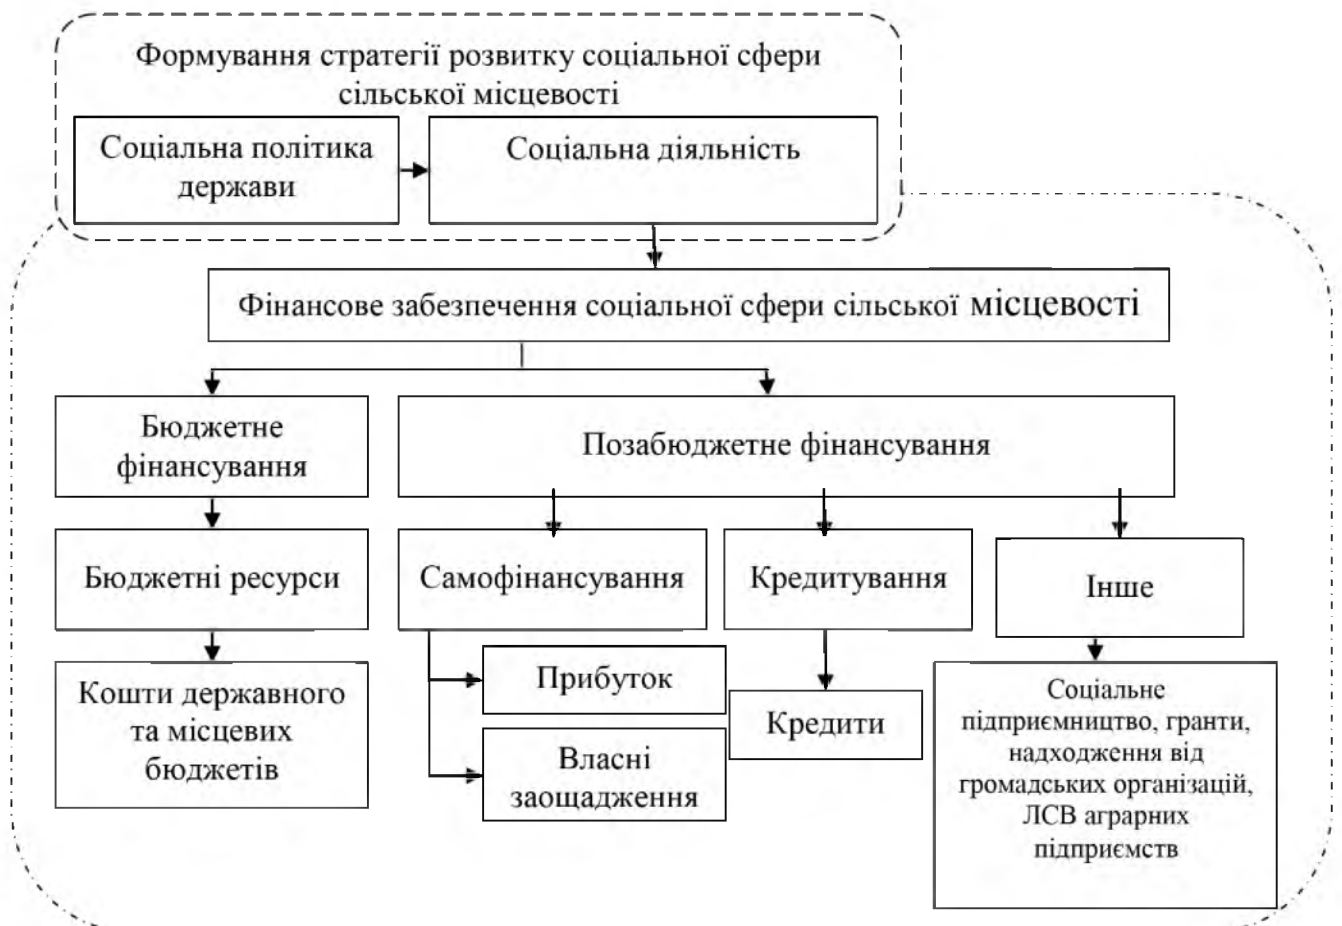 Формування стратегії розвитку соціальної сфери
сільської місцевості
Соціальна політика
держави
Соціальна діяльність
Фінансове забезпечення соціальної сфери сільської місцевості
Бюджетне
фінансування
Позабюджетне фінансування
Бюджетні ресурси
Самофінансування
Кредитування
Інше
Кошти державного
та місцевих
бюджетів
Прибуток
Власні
заощадження
Кредити
Соціальне
підприємництво, гранти,
надходження від
громадських організацій,
ЛСВ аграрних
підприємств